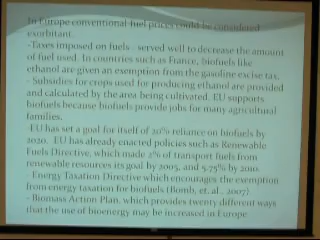 In Europe conventional fuel prices could be considered
exorbitant.
-Taxes imposed on fuels served well to decrease the amount
of fuel used. In countries such as France, biofuels like
ethanol are given an exemption from the gasoline excise tax.
- Subsidies for crops used for producing ethanol are provided
and calculated by the area being cultivated. EU supports
biofuels because biofuels provide jobs for many agricultural
families.
EU has set a goal for itself of 20% reliance on biofuels by
2020. EU has already enacted policies such as Renewable
Fuels Directive, which made 2% of transport fuels from
renewable resources its goal by 2005, and 5.75% by 2010.
- Energy Taxation Directive which encourages the exemption
from energy taxation for biofuels (Bomb, et. al., 2007)
- Biomass Action Plan, which provides twenty different ways
that the use of bioenergy may be increased in Europe